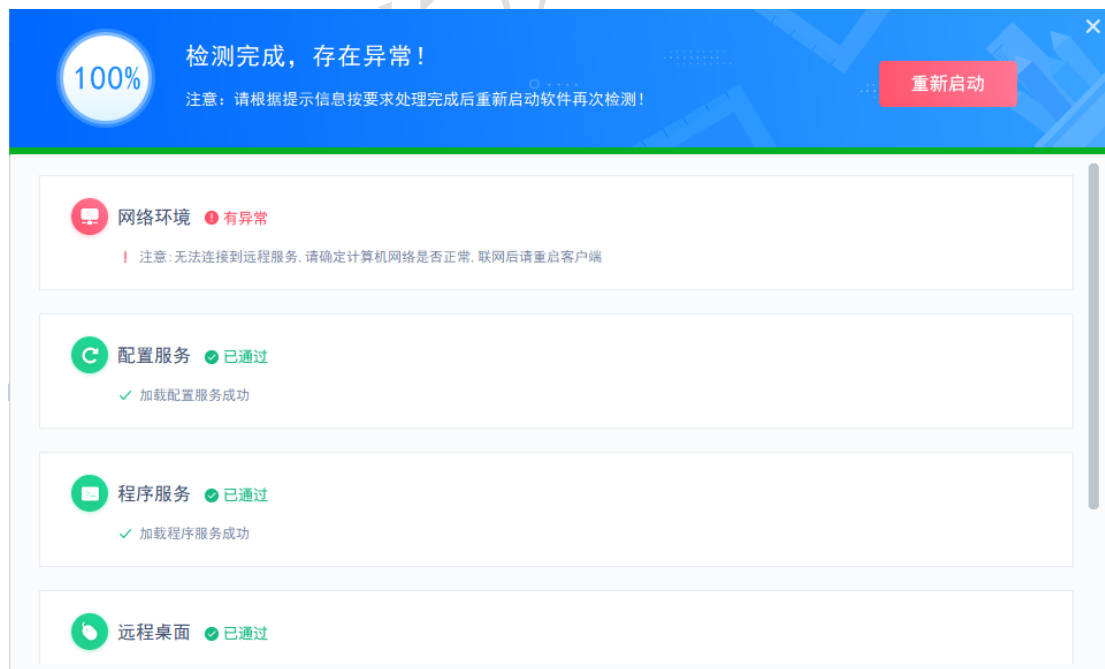 100%
检测完成，存在异常！
注意：请根据提示信息按要求处理完成后重新启动软件再次检测！
重新启动
网络环境 有异常
! 注意:无法连接到远程服务,请确定计算机网络是否正常,联网后请重启客户端
配置服务 已通过
加载配置服务成功
程序服务 已通过
加载程序服务成功
远程桌面 已通过